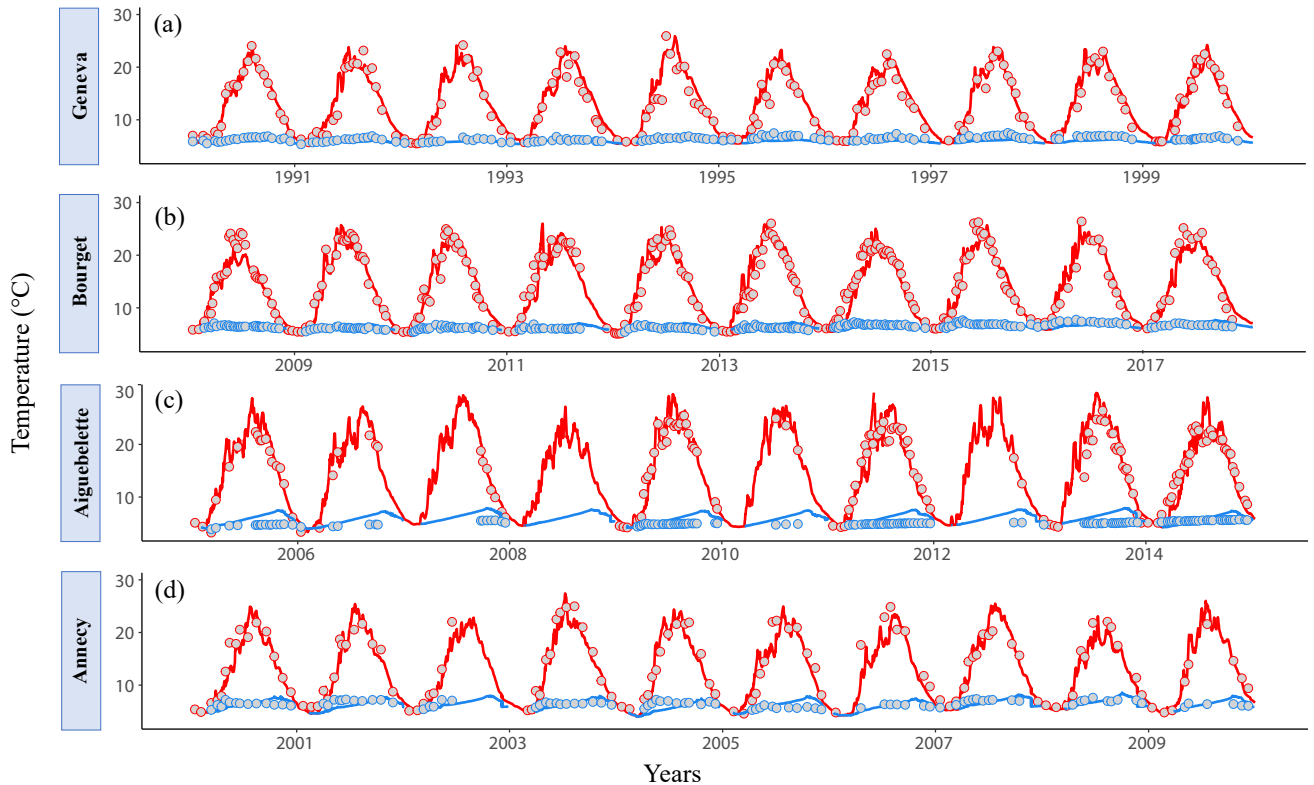 Temperature (°C)
Geneva
(a)
30
20
10
1991 1993 1995 1997 1999
Bourget
(b)
30
20
10
2009 2011 2013 2015 2017
Aiguebelette
(c)
30
20
10
2006 2008 2010 2012 2014
Annecy
(d)
30
20
10
2001 2003 2005 2007 2009
Years